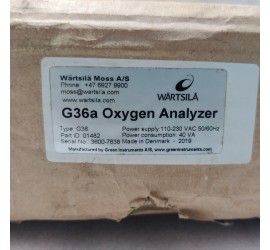 Wärtsilä Moss A/S
Phone: +47 6927 9900
moss@wartsila.com
www.wartsila.com
WÄRTSILÄ
G36a Oxygen Analyzer
Type: G36 Power supply:110-230 VAC 50/60Hz
Part ID: 01482 Power consumption: 40 VA
Serial No: 3600-7838 Made in Denmark - 2019
Manufactured by Green Instruments A/S, www.greeninstruments.com